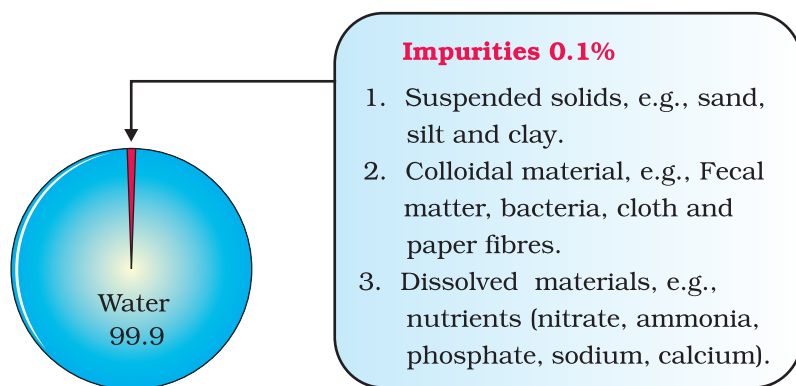 Impurities 0.1%
1. Suspended solids, e.g., sand,
silt and clay.
2. Colloidal material, e.g., Fecal
matter, bacteria, cloth and
paper fibres.
3. Dissolved materials, e.g.,
nutrients (nitrate, ammonia,
phosphate, sodium, calcium).
Water
99.9